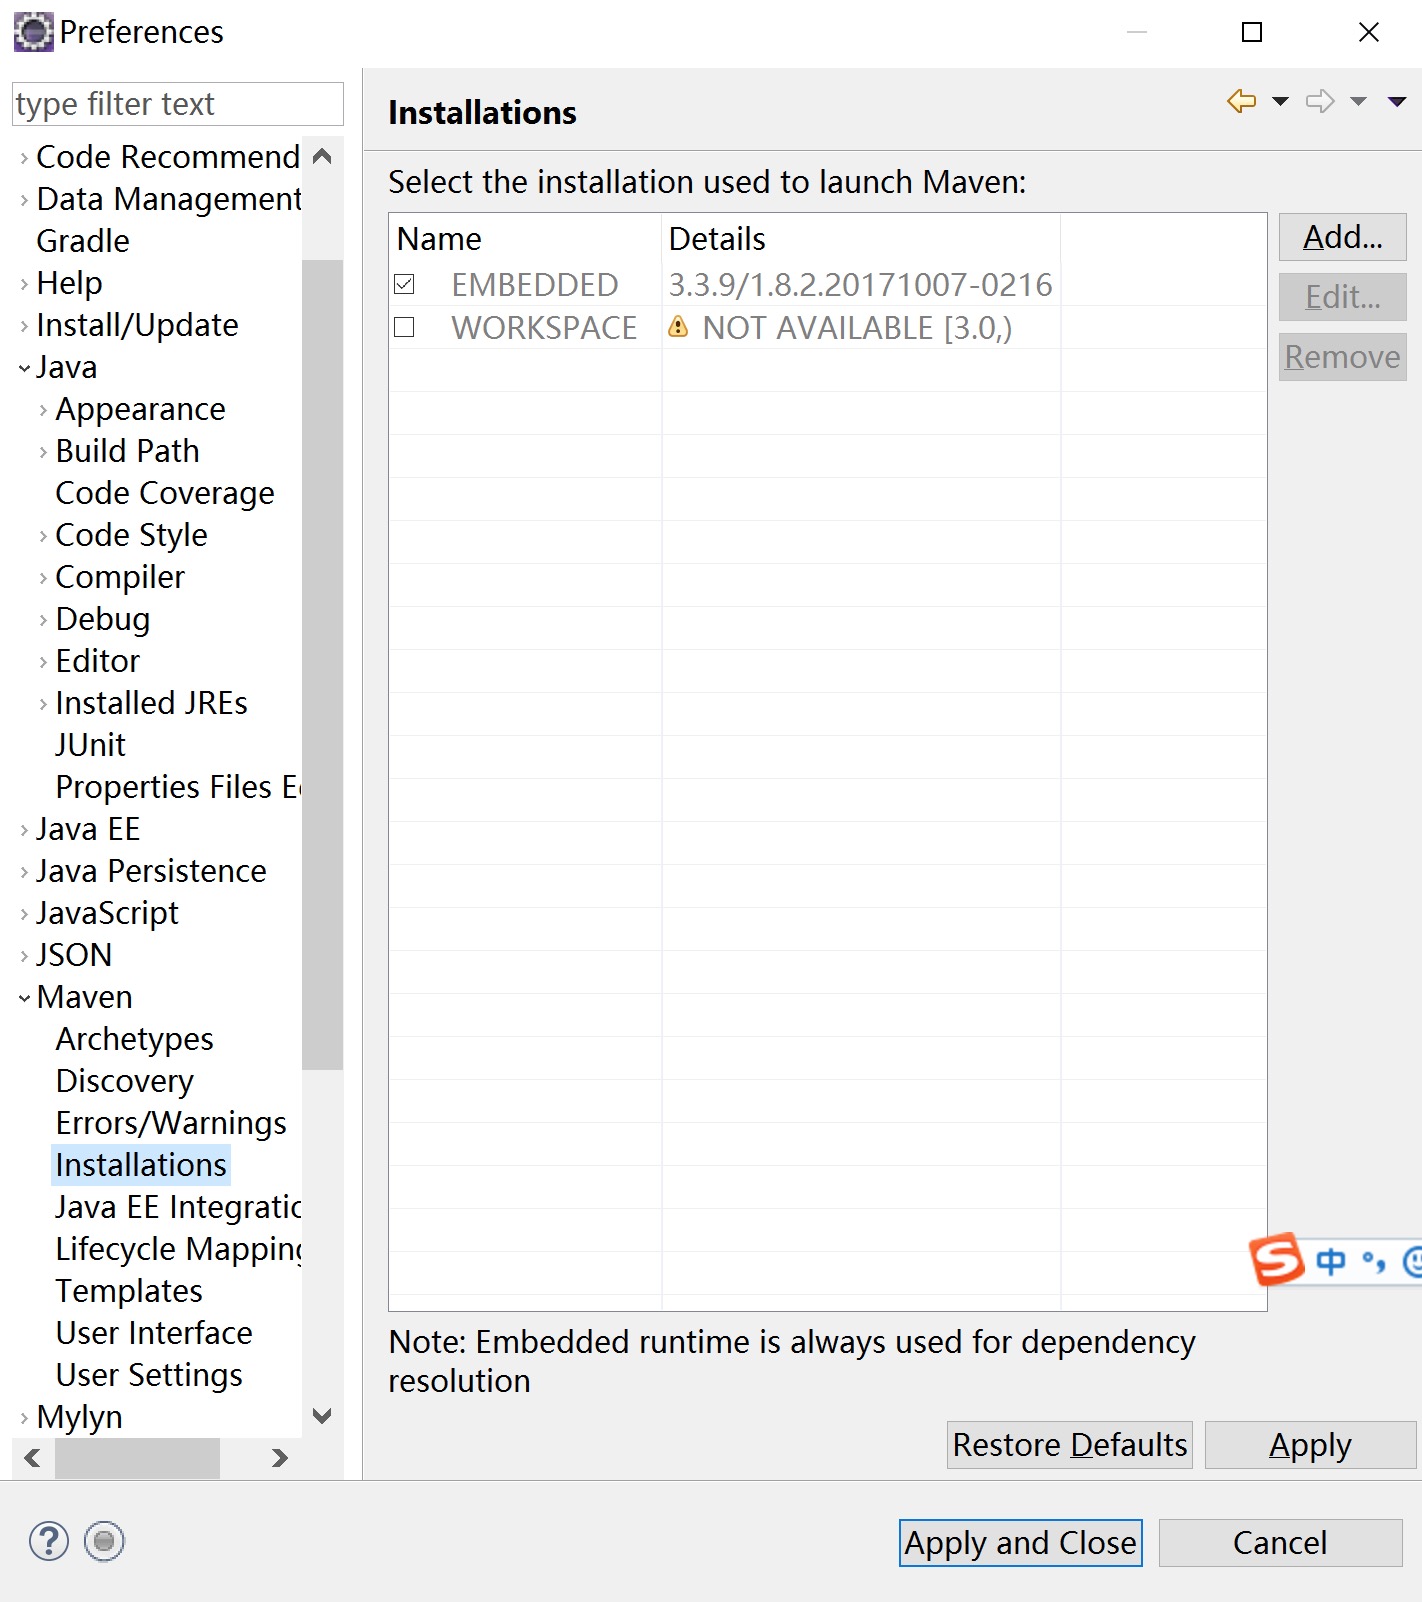 Preferences
type filter text
Code Recommend
Data Management
Gradle
Help
Install/Update
Java
Appearance
Build Path
Code Coverage
Code Style
Compiler
Debug
Editor
Installed JREs
JUnit
Properties Files Ed
Java EE
Java Persistence
JavaScript
JSON
Maven
Archetypes
Discovery
Errors/Warnings
Installations
Java EE Integratio
Lifecycle Mapping
Templates
User Interface
User Settings
Mylyn
Installations
Select the installation used to launch Maven:
Name Details
EMBEDDED 3.3.9/1.8.2.20171007-0216
WORKSPACE NOT AVAILABLE [3.0,)
Add...
Edit...
Remove
S 中 °,
Note: Embedded runtime is always used for dependency
resolution
Restore Defaults Apply
? Apply and Close Cancel